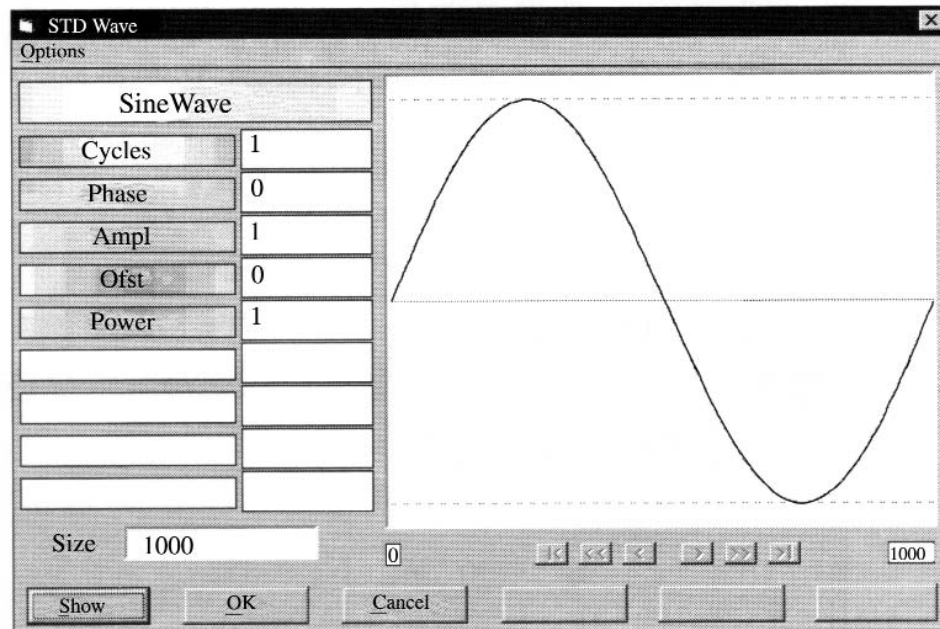 STD Wave
Options
SineWave
Cycles 1
Phase 0
Ampl 1
Ofst 0
Power 1
Size 1000
0 |< << < > >> >| 1000
Show OK Cancel